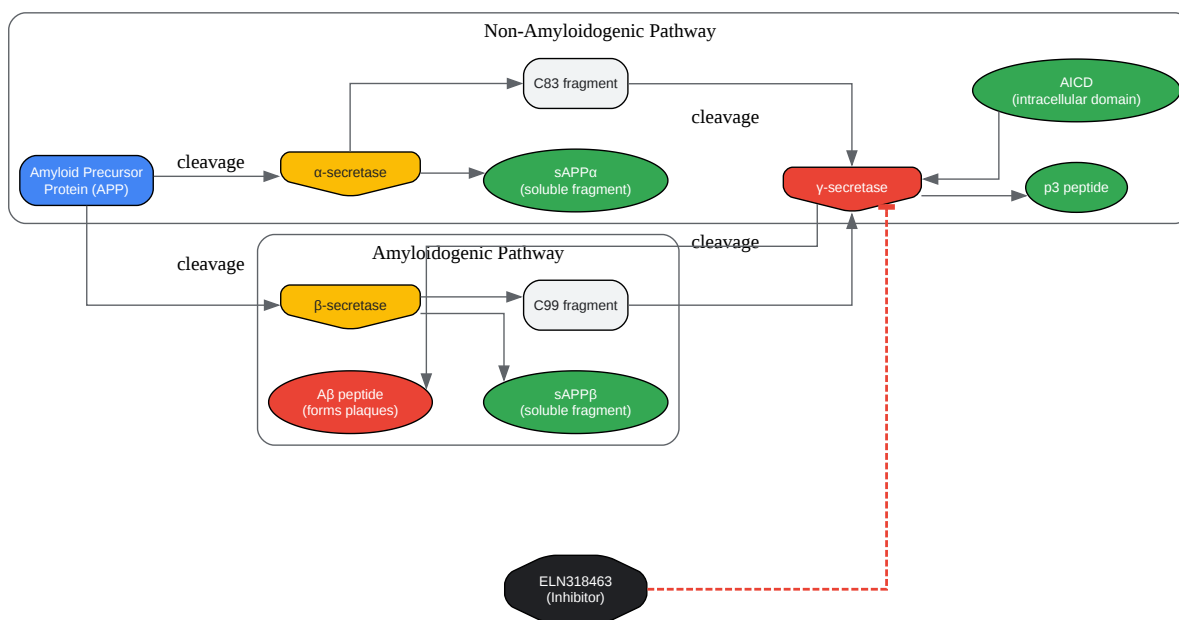 Non-Amyloidogenic Pathway
C83 fragment
AICD
(intracellular domain)
cleavage
cleavage
Amyloid Precursor
Protein (APP)
α-secretase
sAPPα
(soluble fragment)
γ-secretase
p3 peptide
cleavage
Amyloidogenic Pathway
cleavage
β-secretase
C99 fragment
Aβ peptide
(forms plaques)
sAPPβ
(soluble fragment)
ELN318463
(Inhibitor)